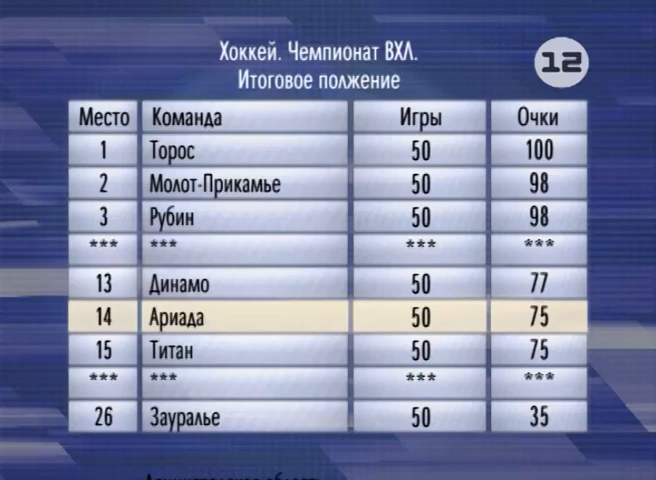 Хоккей. Чемпионат ВХЛ.
Итоговое полжение
12
Место Команда Игры Очки
1 Торос 50 100
2 Молот-Прикамье 50 98
3 Рубин 50 98
*** *** *** ***
13 Динамо 50 77
14 Ариада 50 75
15 Титан 50 75
*** *** *** ***
26 Зауралье 50 35